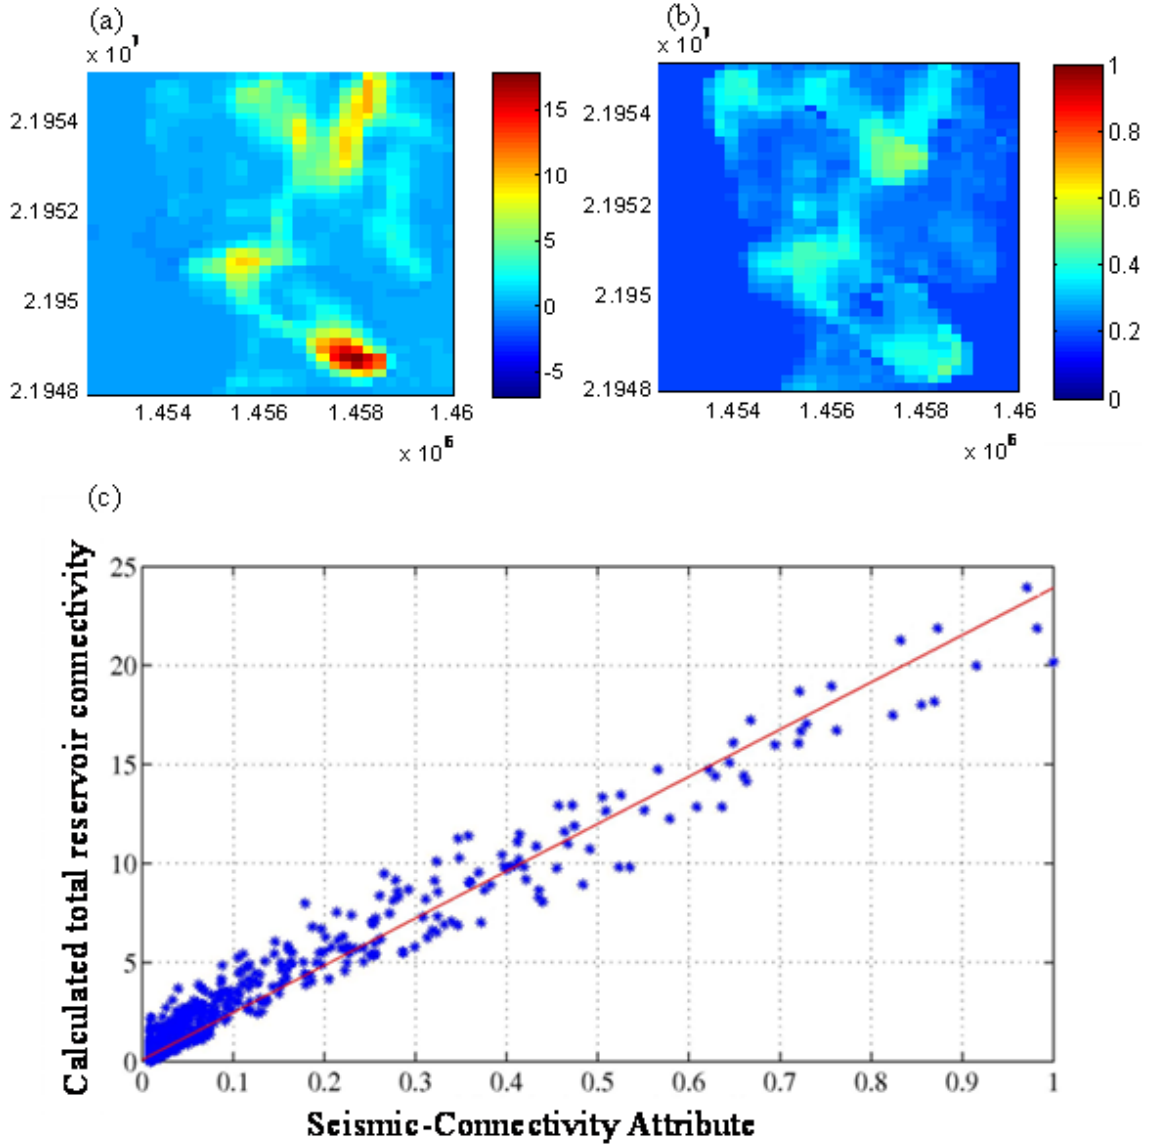 (a)
x 10⁷
2.1954
2.1952
2.195
2.1948
1.454 1.456 1.458 1.46
x 10⁶
15
10
5
0
-5
(b)
x 10⁷
2.1954
2.1952
2.195
2.1948
1.454 1.456 1.458 1.46
x 10⁶
1
0.8
0.6
0.4
0.2
0
(c)
Calculated total reservoir connectivity
25
20
15
10
5
0
0 0.1 0.2 0.3 0.4 0.5 0.6 0.7 0.8 0.9 1
Seismic-Connectivity Attribute